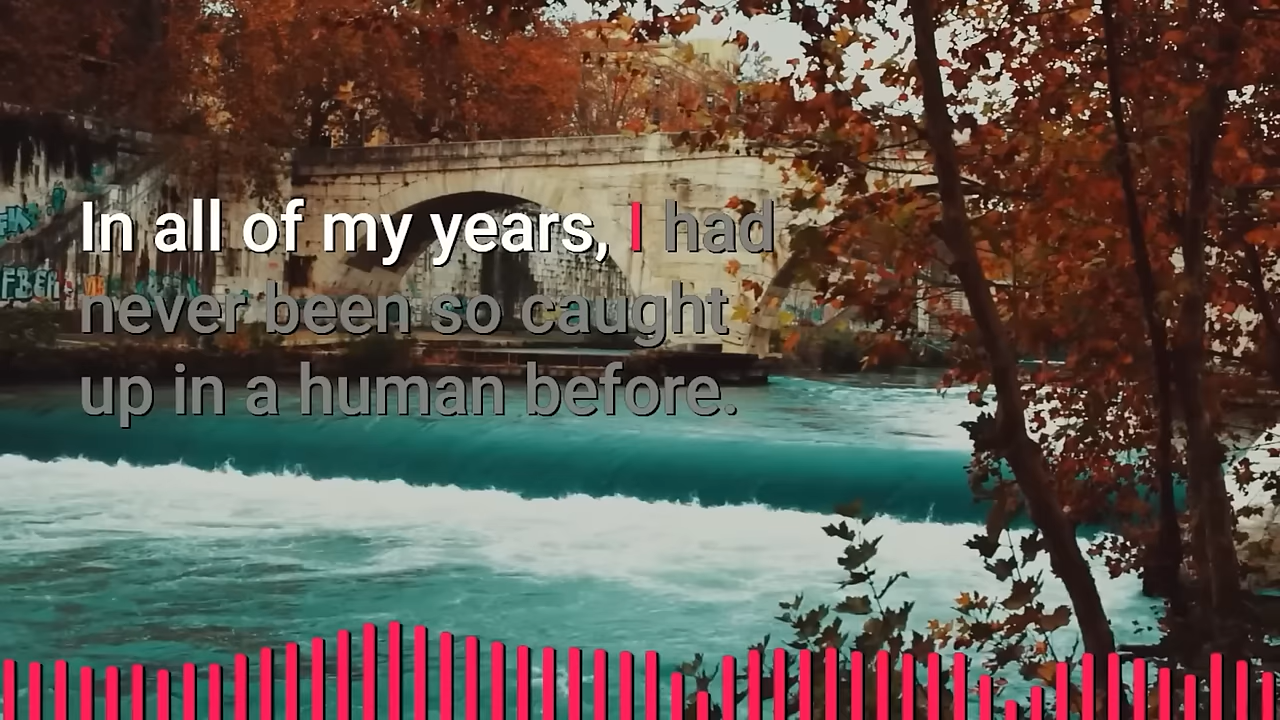 In all of my years, I had
never been so caught
up in a human before.